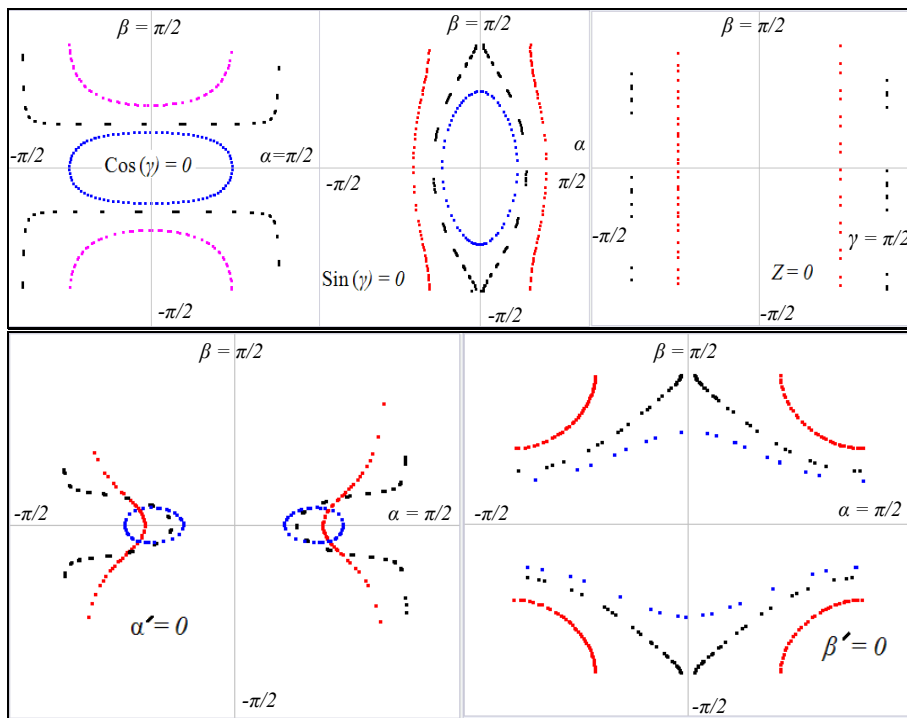 β = π/2
-π/2
Cos (γ) = 0
α=π/2
-π/2
β = π/2
α
-π/2
π/2
Sin (γ) = 0
-π/2
β = π/2
-π/2
γ = π/2
Z = 0
-π/2
β = π/2
-π/2
α = π/2
α′= 0
-π/2
β = π/2
-π/2
α = π/2
β′= 0
-π/2